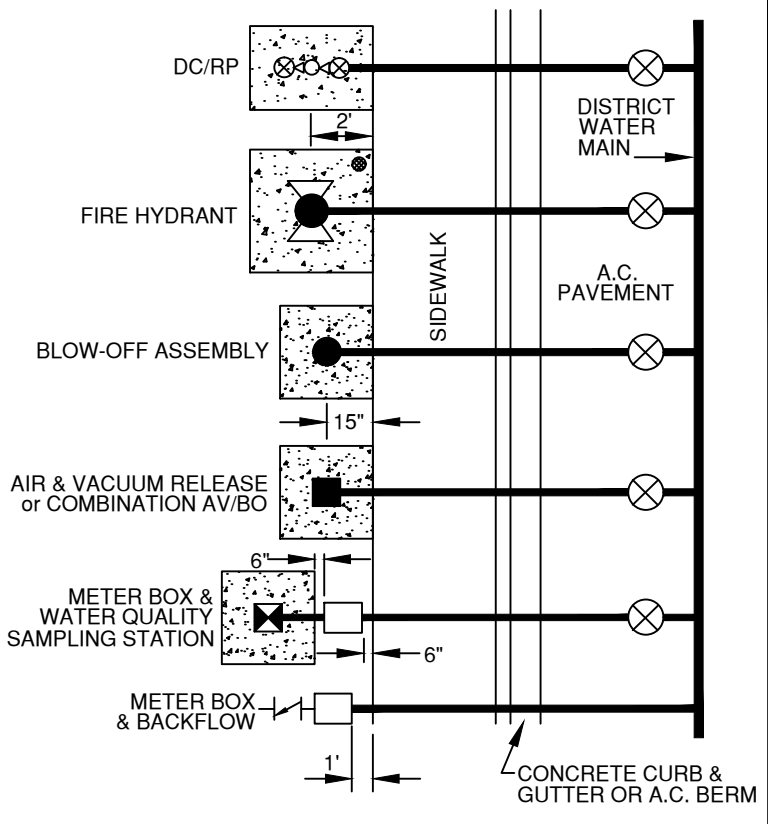 DC/RP
2'
DISTRICT
WATER
MAIN
FIRE HYDRANT
SIDEWALK
A.C.
PAVEMENT
BLOW-OFF ASSEMBLY
15"
AIR & VACUUM RELEASE
or COMBINATION AV/BO
6"
METER BOX &
WATER QUALITY
SAMPLING STATION
6"
METER BOX
& BACKFLOW
1'
CONCRETE CURB &
GUTTER OR A.C. BERM